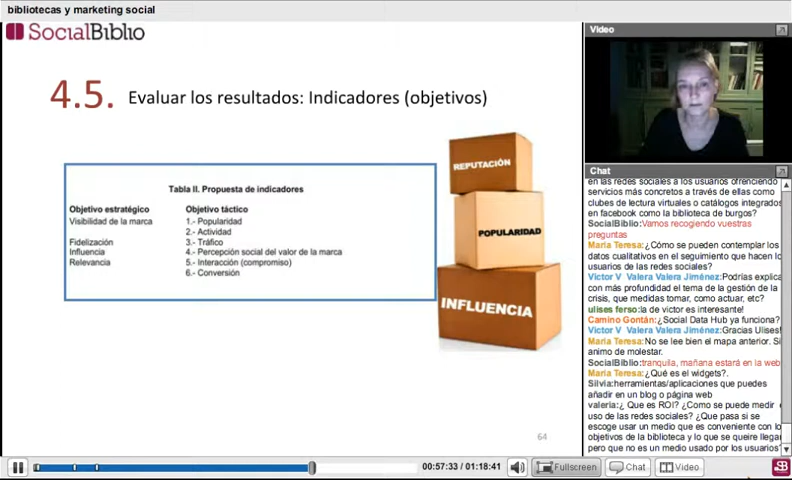 bibliotecas y marketing social
SocialBiblio
4.5. Evaluar los resultados: Indicadores (objetivos)
Tabla II. Propuesta de indicadores
Objetivo estratégico Objetivo táctico
Visibilidad de la marca 1.- Popularidad
2.- Actividad
Fidelización 3.- Tráfico
Influencia 4.- Percepción social del valor de la marca
Relevancia 5.- Interacción (compromiso)
6.- Conversión
REPUTACIÓN
POPULARIDAD
INFLUENCIA
64
Video
Chat
en las redes sociales a los usuarios ofreciendo
servicios más concretos a través de ellas como
clubes de lectura virtuales o catálogos integrados
en facebook como la biblioteca de burgos?
SocialBiblio:Vamos recogiendo vuestras
preguntas
Maria Teresa:¿Cómo se pueden contemplar los
datos cualitativos en el seguimiento que hacen lo
usuarios de las redes sociales?
Victor V Valera Valera Jiménez:Podrías explica
con más profundidad el tema de la gestión de la
crisis, que medidas tomar, como actuar, etc?
ulises ferso:la de victor es interesante!
Camino Gontán:¿Social Data Hub ya funciona?
Victor V Valera Valera Jiménez:Gracias Ulises!
Maria Teresa:No se lee bien el mapa anterior. Si
animo de molestar.
SocialBiblio:tranquila, mañana estará en la web
Maria Teresa:¿Qué es el widgets?.
Silvia:herramientas/aplicaciones que puedes
añadir en un blog o página web
valeria:¿ Que es ROI? ¿Como se puede medir e
uso de las redes sociales? ¿Que pasa si se
escoge usar un medio que es conveniente con lo
objetivos de la biblioteca y lo que se queire llega
pero que no es un medio usado por los usuarios?
00:57:33 / 01:18:41
Fullscreen
Chat
Video
SB